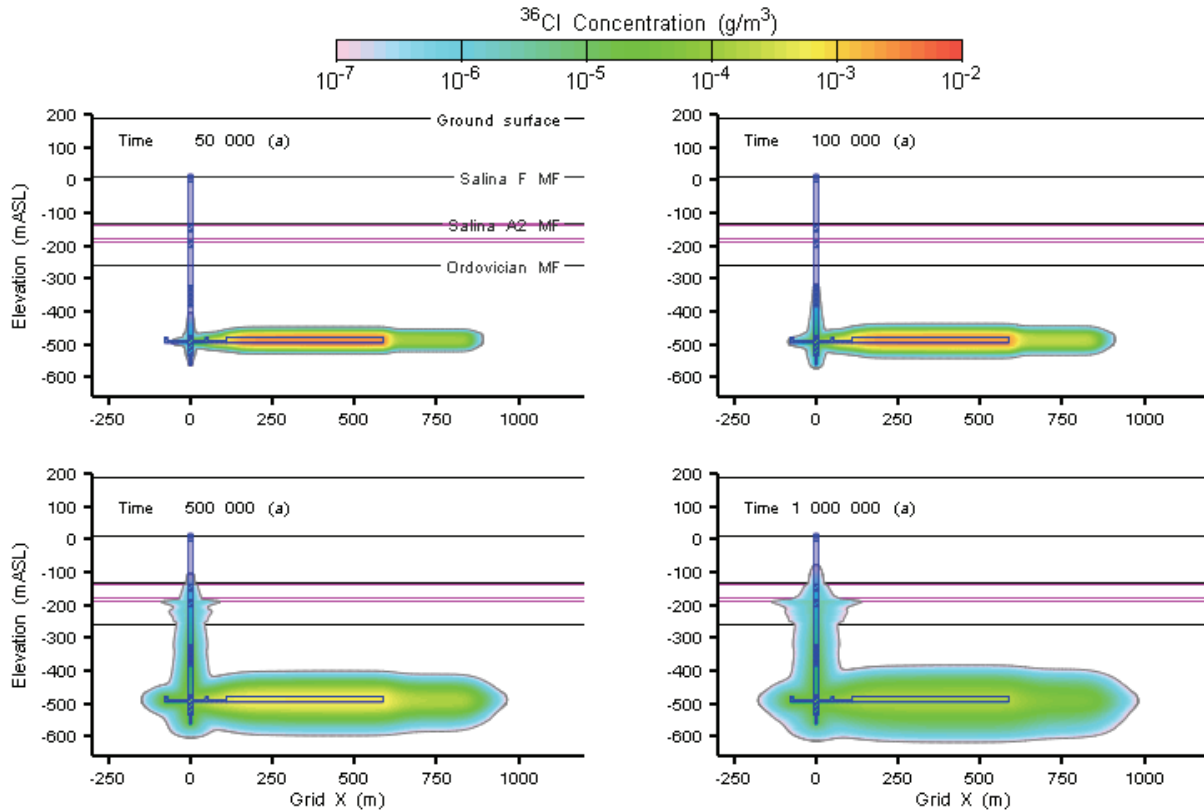 ³⁶Cl Concentration (g/m³)
10⁻⁷ 10⁻⁶ 10⁻⁵ 10⁻⁴ 10⁻³ 10⁻²
Elevation (mASL)
200
100
0
-100
-200
-300
-400
-500
-600
Time 50 000 (a)
Ground surface
Salina F MF
Salina A2 MF
Ordovician MF
-250 0 250 500 750 1000
200
100
0
-100
-200
-300
-400
-500
-600
Time 100 000 (a)
-250 0 250 500 750 1000
Elevation (mASL)
200
100
0
-100
-200
-300
-400
-500
-600
Time 500 000 (a)
-250 0 250 500 750 1000
Grid X (m)
200
100
0
-100
-200
-300
-400
-500
-600
Time 1 000 000 (a)
-250 0 250 500 750 1000
Grid X (m)